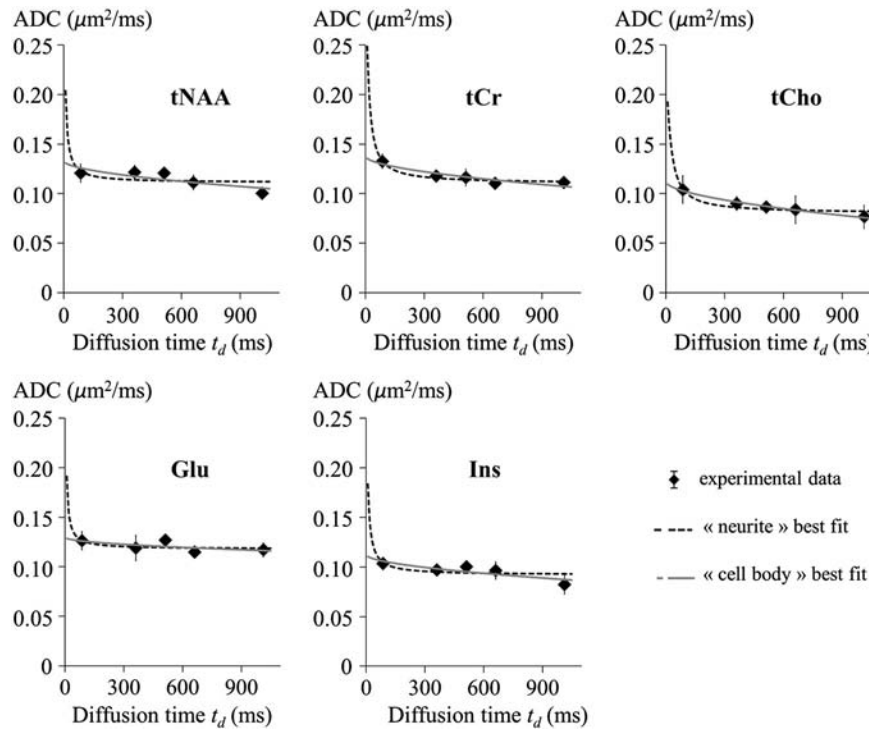 ADC (μm²/ms)
0.25
0.20
0.15
0.10
0.05
0
tNAA
0 300 600 900
Diffusion time t_d (ms)
ADC (μm²/ms)
0.25
0.20
0.15
0.10
0.05
0
tCr
0 300 600 900
Diffusion time t_d (ms)
ADC (μm²/ms)
0.25
0.20
0.15
0.10
0.05
0
tCho
0 300 600 900
Diffusion time t_d (ms)
ADC (μm²/ms)
0.25
0.20
0.15
0.10
0.05
0
Glu
0 300 600 900
Diffusion time t_d (ms)
ADC (μm²/ms)
0.25
0.20
0.15
0.10
0.05
0
Ins
0 300 600 900
Diffusion time t_d (ms)
experimental data
« neurite » best fit
« cell body » best fit